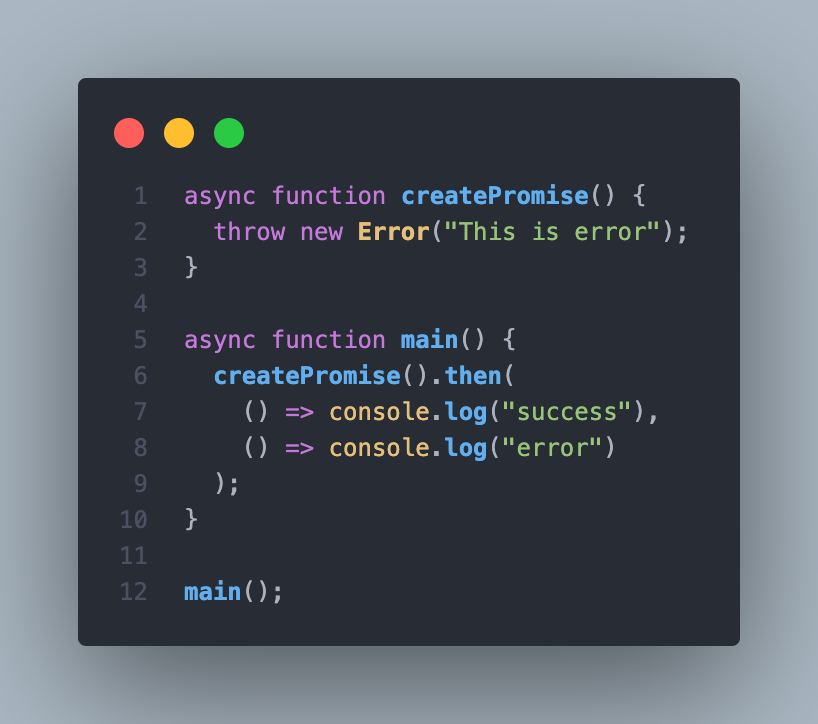 1 async function createPromise() {
2   throw new Error("This is error");
3 }
4
5 async function main() {
6   createPromise().then(
7     () => console.log("success"),
8     () => console.log("error")
9   );
10 }
11
12 main();